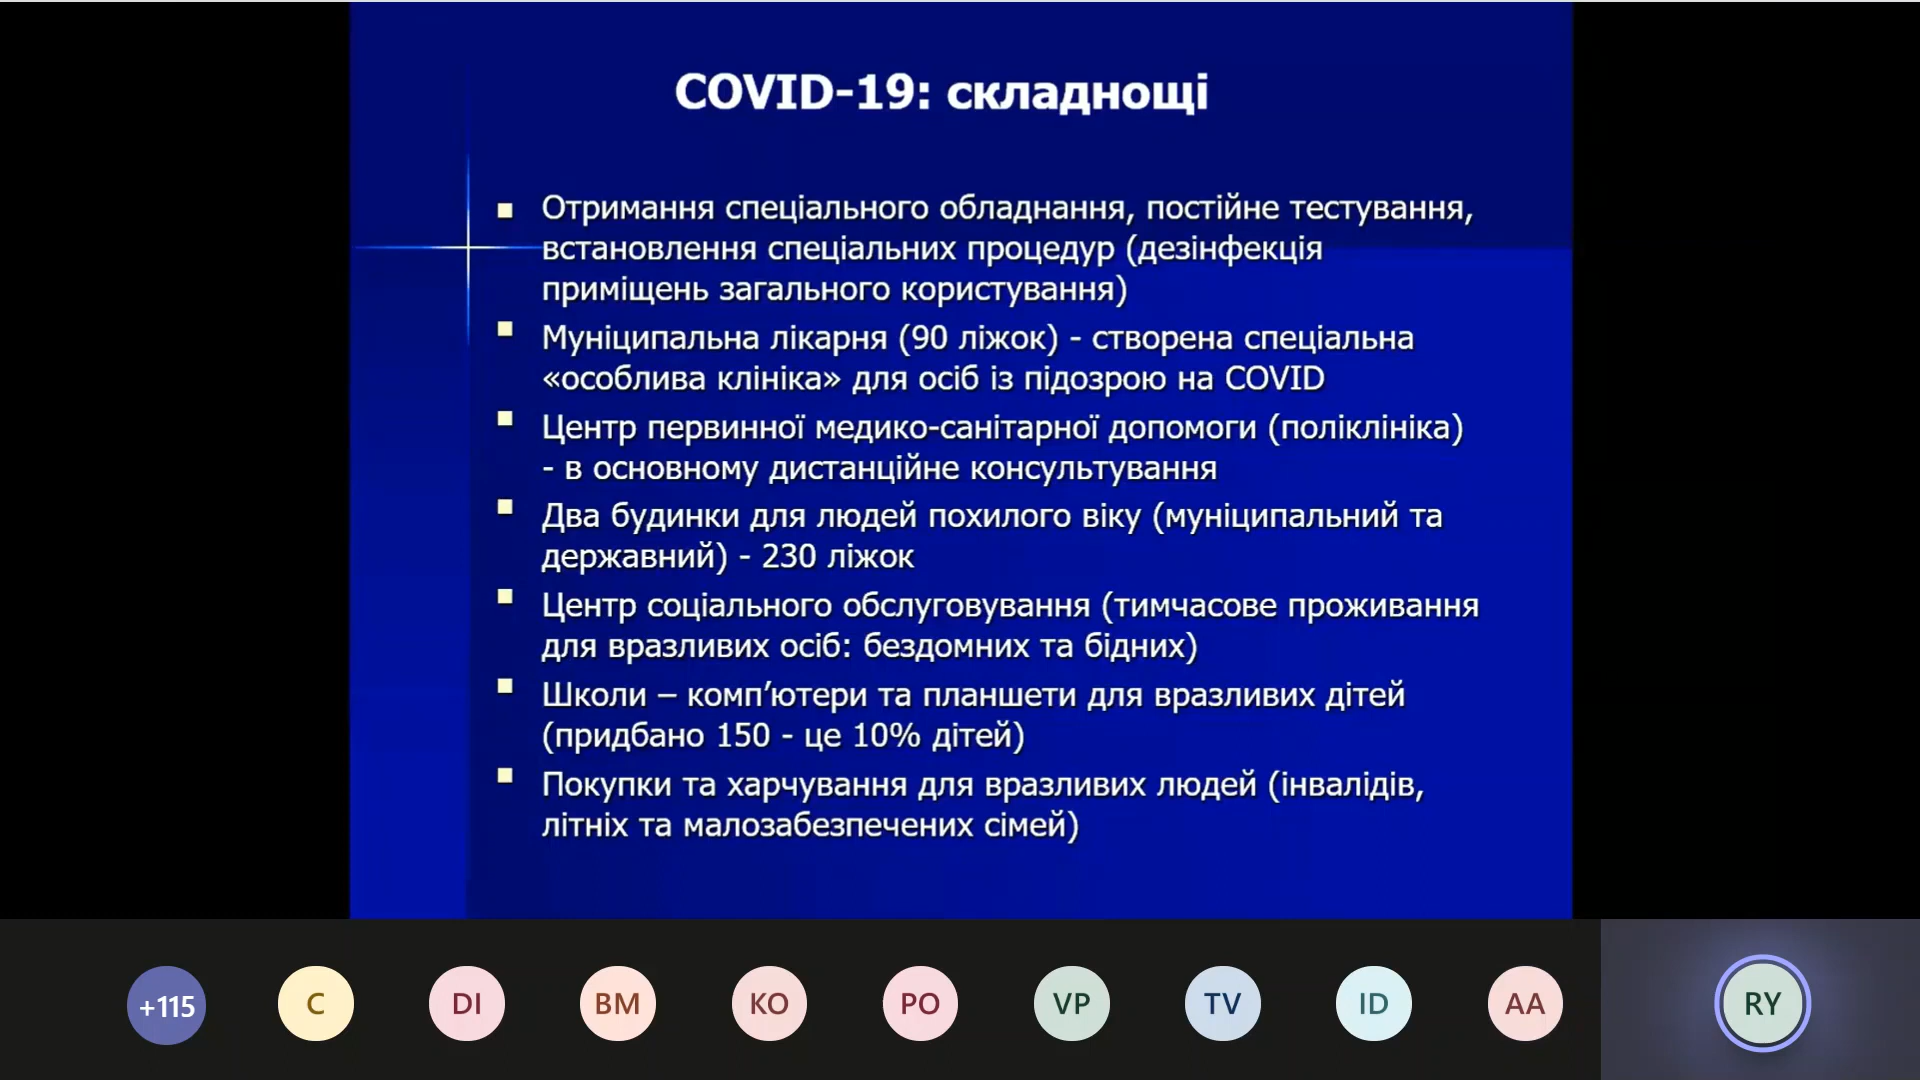 COVID-19: складнощі
Отримання спеціального обладнання, постійне тестування,
встановлення спеціальних процедур (дезінфекція
приміщень загального користування)
Муніципальна лікарня (90 ліжок) - створена спеціальна
«особлива клініка» для осіб із підозрою на COVID
Центр первинної медико-санітарної допомоги (поліклініка)
- в основному дистанційне консультування
Два будинки для людей похилого віку (муніципальний та
державний) - 230 ліжок
Центр соціального обслуговування (тимчасове проживання
для вразливих осіб: бездомних та бідних)
Школи – комп’ютери та планшети для вразливих дітей
(придбано 150 - це 10% дітей)
Покупки та харчування для вразливих людей (інвалідів,
літніх та малозабезпечених сімей)
+115 C DI BM KO PO VP TV ID AA RY